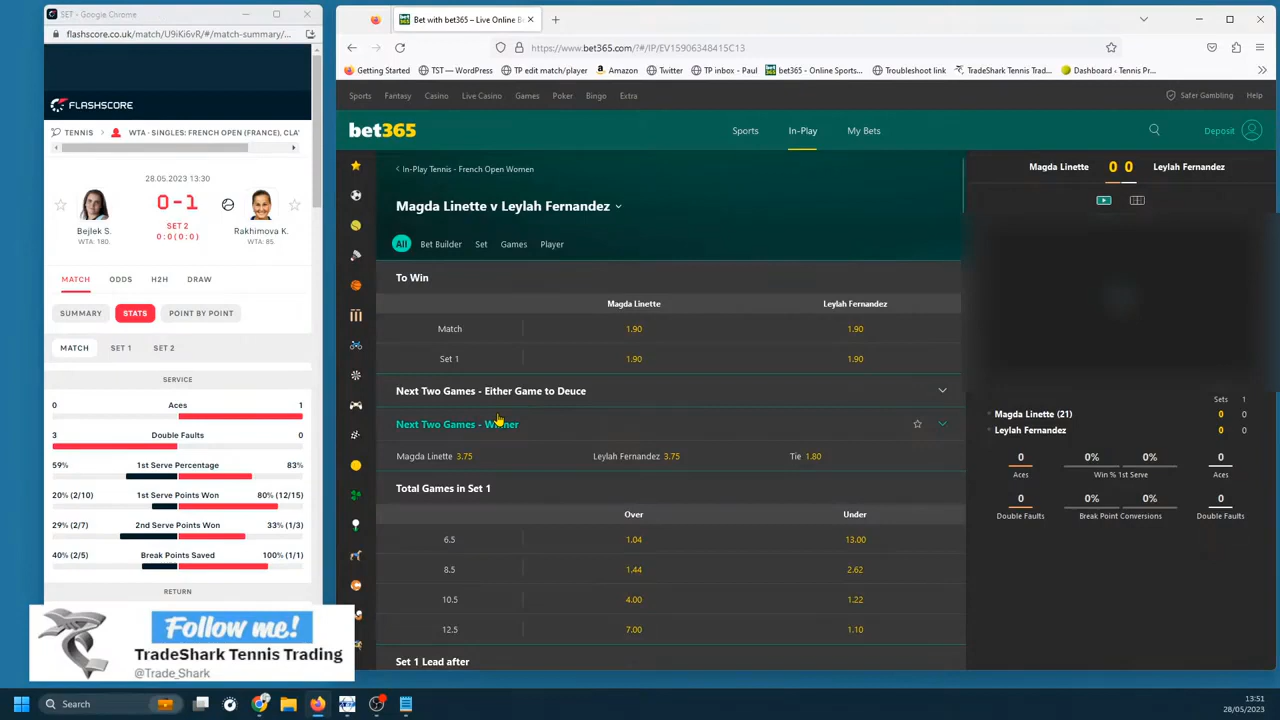 SET - Google Chrome
flashscore.co.uk/match/U9iKi6vR/#/match-summary/...
FLASHSCORE
TENNIS > WTA - SINGLES: FRENCH OPEN (FRANCE), CLA
28.05.2023 13:30
0-1
SET 2
0:0(0:0)
Bejlek S.
WTA: 180.
Rakhimova K.
WTA: 85.
MATCH ODDS H2H DRAW
SUMMARY STATS POINT BY POINT
MATCH SET 1 SET 2
SERVICE
0 Aces 1
3 Double Faults 0
59% 1st Serve Percentage 83%
20% (2/10) 1st Serve Points Won 80% (12/15)
29% (2/7) 2nd Serve Points Won 33% (1/3)
40% (2/5) Break Points Saved 100% (1/1)
RETURN
Follow me!
TradeShark Tennis Trading
@Trade_Shark
Bet with bet365 – Live Online B
https://www.bet365.com/?#/IP/EV15906348415C13
Getting Started TST — WordPress TP edit match/player Amazon Twitter TP inbox - Paul bet365 - Online Sports... Troubleshoot link TradeShark Tennis Trad... Dashboard ‹ Tennis Pr...
Sports Fantasy Casino Live Casino Games Poker Bingo Extra Safer Gambling Help
bet365 Sports In-Play My Bets Deposit
In-Play Tennis - French Open Women
Magda Linette v Leylah Fernandez
All Bet Builder Set Games Player
To Win
Magda Linette Leylah Fernandez
Match 1.90 1.90
Set 1 1.90 1.90
Next Two Games - Either Game to Deuce
Next Two Games - Winner
Magda Linette 3.75 Leylah Fernandez 3.75 Tie 1.80
Total Games in Set 1
Over Under
6.5 1.04 13.00
8.5 1.44 2.62
10.5 4.00 1.22
12.5 7.00 1.10
Set 1 Lead after
Magda Linette 0 0 Leylah Fernandez
Sets 1
Magda Linette (21) 0 0
Leylah Fernandez 0 0
0 0% 0% 0
Aces Win % 1st Serve Aces
0 0% 0% 0
Double Faults Break Point Conversions Double Faults
Search
13:51
28/05/2023